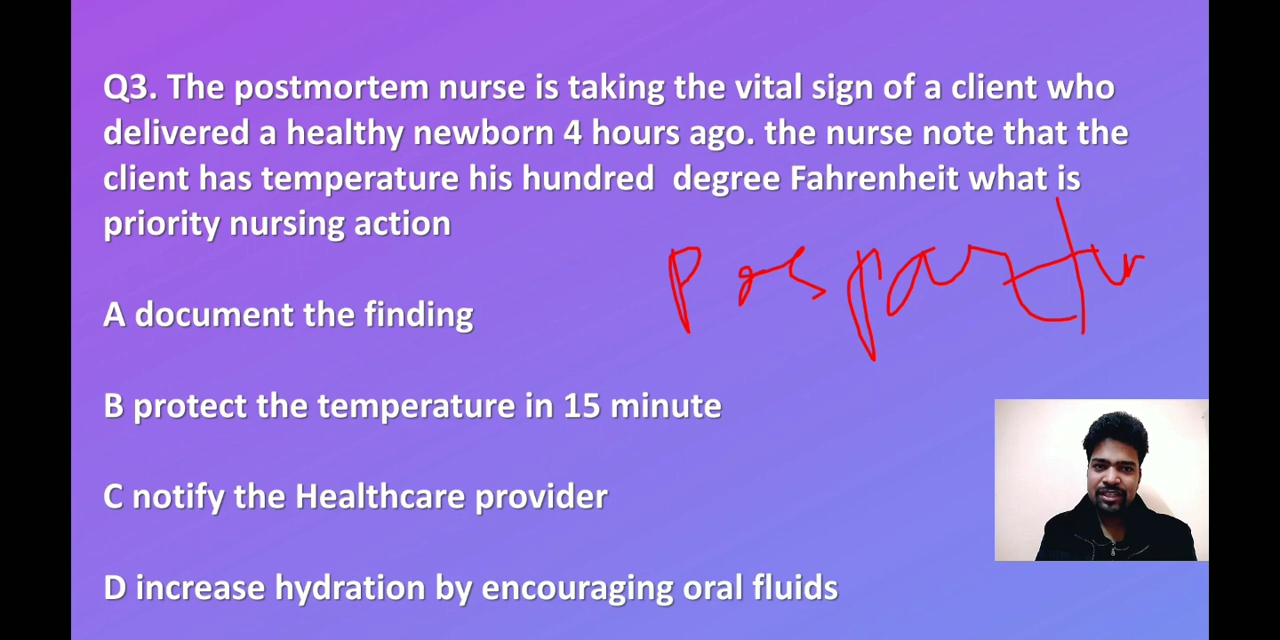 Q3. The postmortem nurse is taking the vital sign of a client who
delivered a healthy newborn 4 hours ago. the nurse note that the
client has temperature his hundred  degree Fahrenheit what is
priority nursing action
Pospartur
A document the finding
B protect the temperature in 15 minute
C notify the Healthcare provider
D increase hydration by encouraging oral fluids